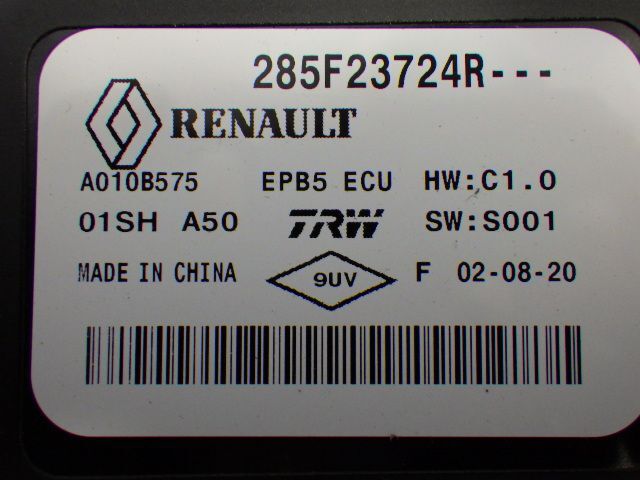 285F23724R---
RENAULT
A010B575 EPB5 ECU HW:C1.0
01SH A50 TRW SW:S001
MADE IN CHINA 9UV F 02-08-20